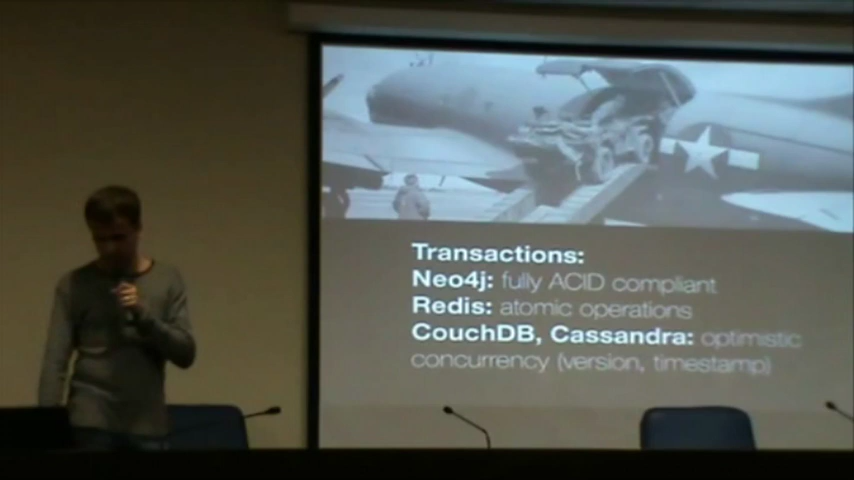 Transactions:
Neo4j: fully ACID compliant
Redis: atomic operations
CouchDB, Cassandra: optimistic
concurrency (version, timestamp)